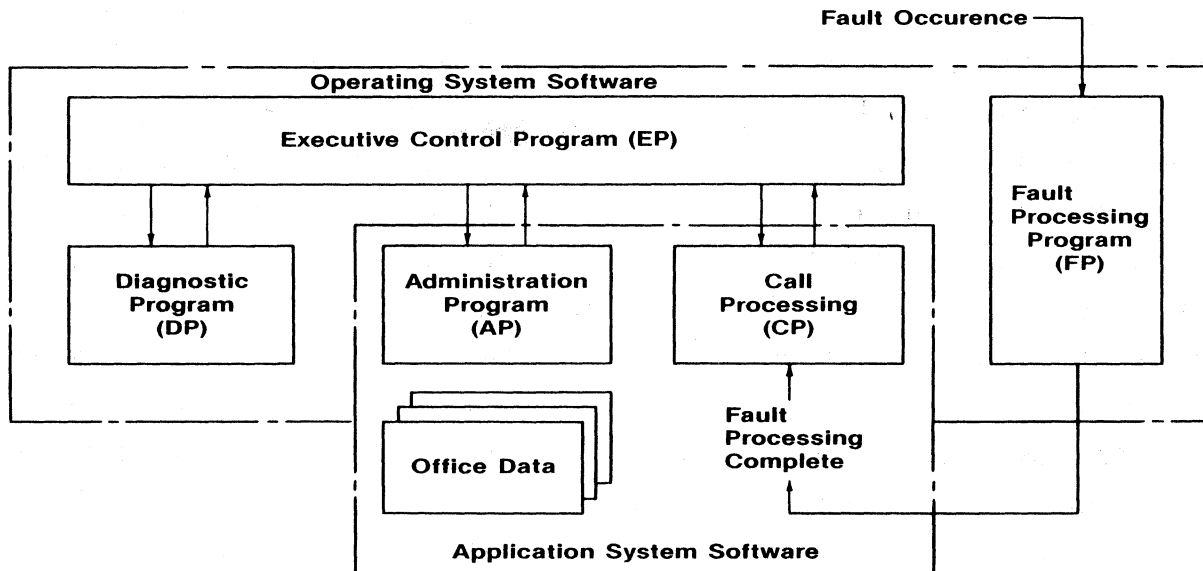 Fault Occurence
Operating System Software
Executive Control Program (EP)
Fault
Processing
Program
(FP)
Diagnostic
Program
(DP)
Administration
Program
(AP)
Call
Processing
(CP)
Fault
Processing
Complete
Office Data
Application System Software